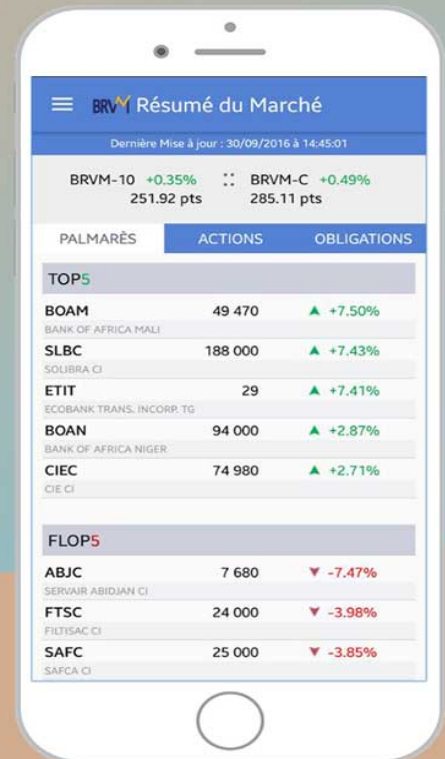 BRVM Résumé du Marché
Dernière Mise à jour : 30/09/2016 à 14:45:01
BRVM-10 +0.35% :: BRVM-C +0.49%
251.92 pts 285.11 pts
PALMARÈS ACTIONS OBLIGATIONS
TOP5
BOAM 49 470 ▲ +7.50%
BANK OF AFRICA MALI
SLBC 188 000 ▲ +7.43%
SOLIBRA CI
ETIT 29 ▲ +7.41%
ECOBANK TRANS. INCORP. TG
BOAN 94 000 ▲ +2.87%
BANK OF AFRICA NIGER
CIEC 74 980 ▲ +2.71%
CIE CI
FLOP5
ABJC 7 680 ▼ -7.47%
SERVAIR ABIDJAN CI
FTSC 24 000 ▼ -3.98%
FILTISAC CI
SAFC 25 000 ▼ -3.85%
SAFCA CI